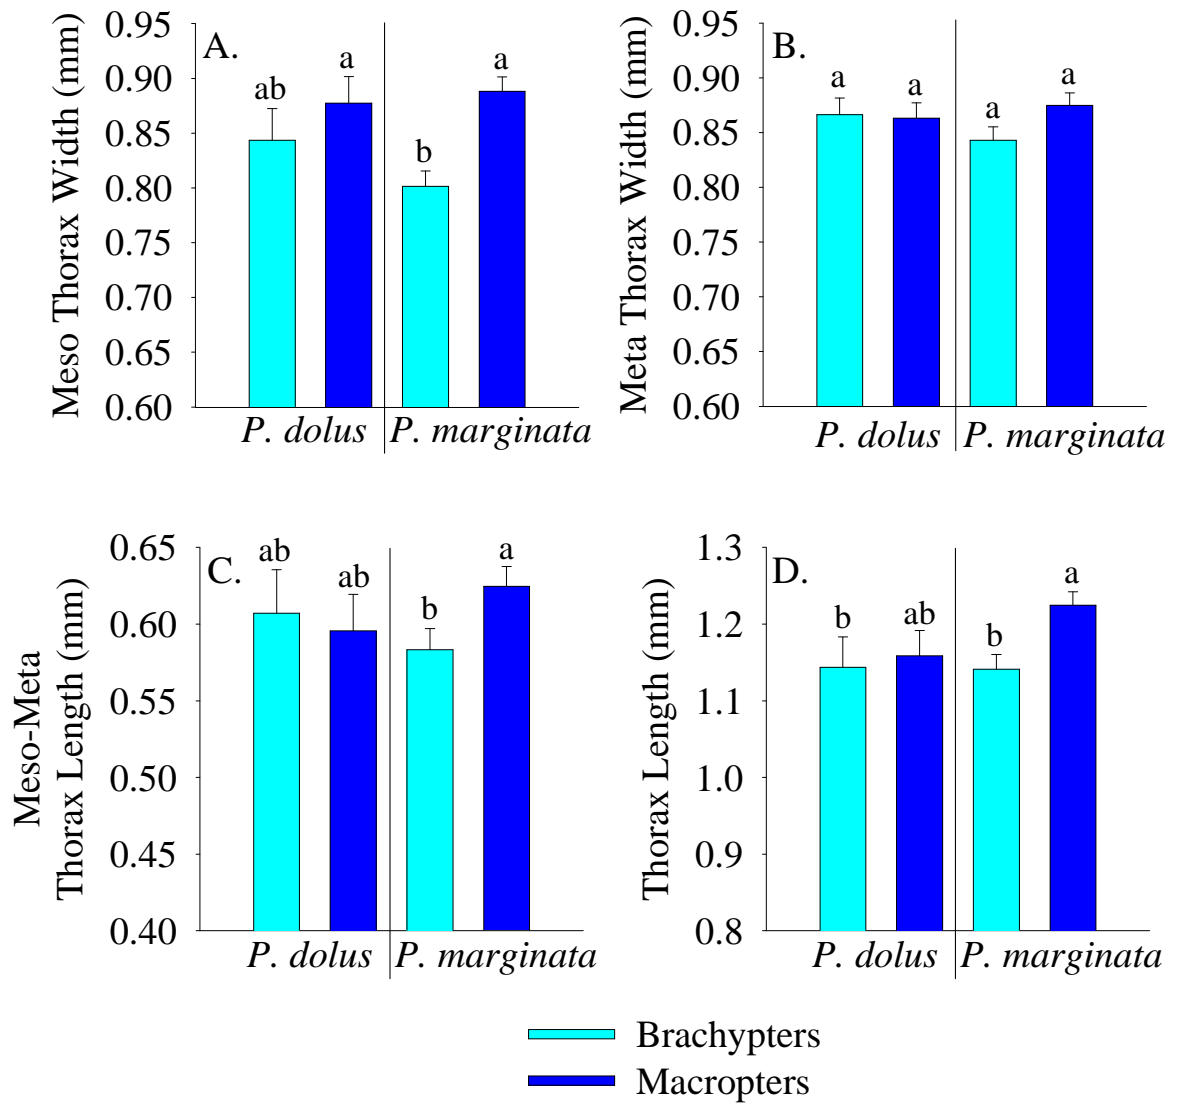 A.
Meso Thorax Width (mm)
0.95
0.90
0.85
0.80
0.75
0.70
0.65
0.60
ab
a
b
a
P. dolus
P. marginata
B.
Meta Thorax Width (mm)
0.95
0.90
0.85
0.80
0.75
0.70
0.65
0.60
a
a
a
a
P. dolus
P. marginata
C.
Meso-Meta
Thorax Length (mm)
0.65
0.60
0.55
0.50
0.45
0.40
ab
ab
b
a
P. dolus
P. marginata
D.
Thorax Length (mm)
1.3
1.2
1.1
1.0
0.9
0.8
b
ab
b
a
P. dolus
P. marginata
Brachypters
Macropters